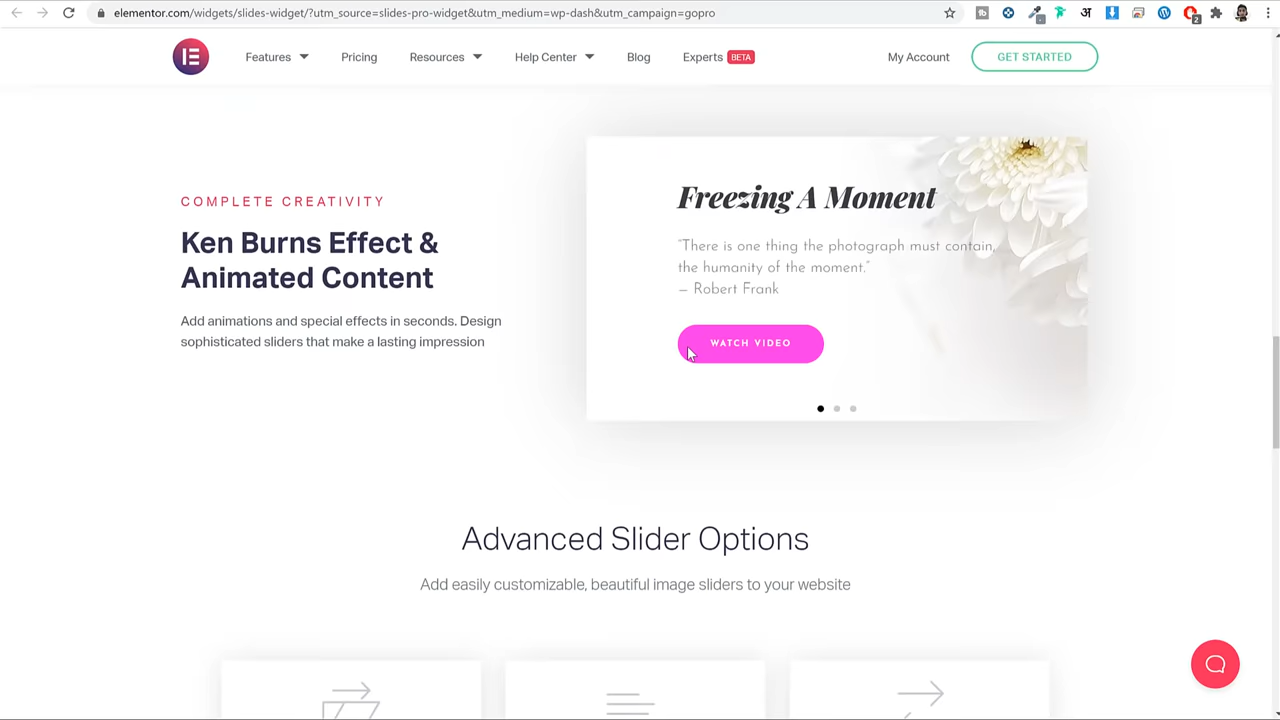 elementor.com/widgets/slides-widget/?utm_source=slides-pro-widget&utm_medium=wp-dash&utm_campaign=gopro
अ
2
Features
Pricing
Resources
Help Center
Blog
Experts BETA
My Account
GET STARTED
COMPLETE CREATIVITY
Ken Burns Effect &
Animated Content
Add animations and special effects in seconds. Design
sophisticated sliders that make a lasting impression
Freezing A Moment
“There is one thing the photograph must contain,
the humanity of the moment.”
— Robert Frank
WATCH VIDEO
Advanced Slider Options
Add easily customizable, beautiful image sliders to your website